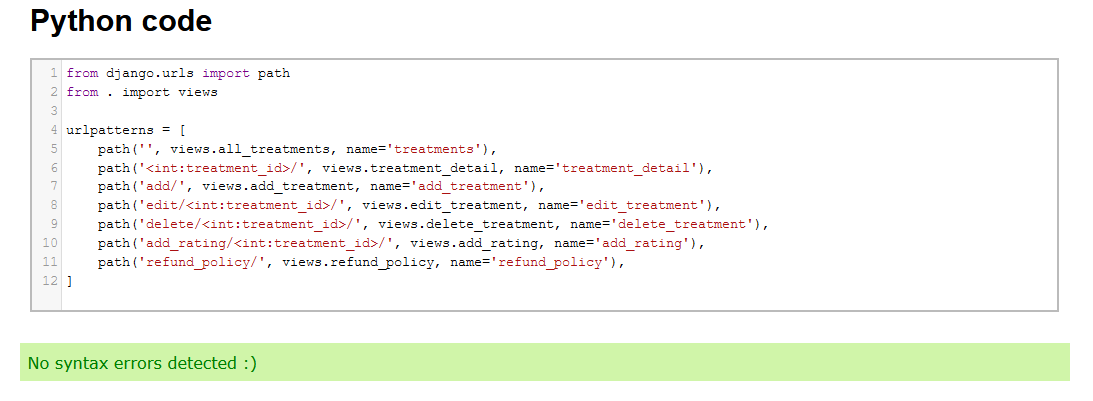 Python code
1 from django.urls import path
2 from . import views
3
4 urlpatterns = [
5     path('', views.all_treatments, name='treatments'),
6     path('<int:treatment_id>/', views.treatment_detail, name='treatment_detail'),
7     path('add/', views.add_treatment, name='add_treatment'),
8     path('edit/<int:treatment_id>/', views.edit_treatment, name='edit_treatment'),
9     path('delete/<int:treatment_id>/', views.delete_treatment, name='delete_treatment'),
10     path('add_rating/<int:treatment_id>/', views.add_rating, name='add_rating'),
11     path('refund_policy/', views.refund_policy, name='refund_policy'),
12 ]
No syntax errors detected :)